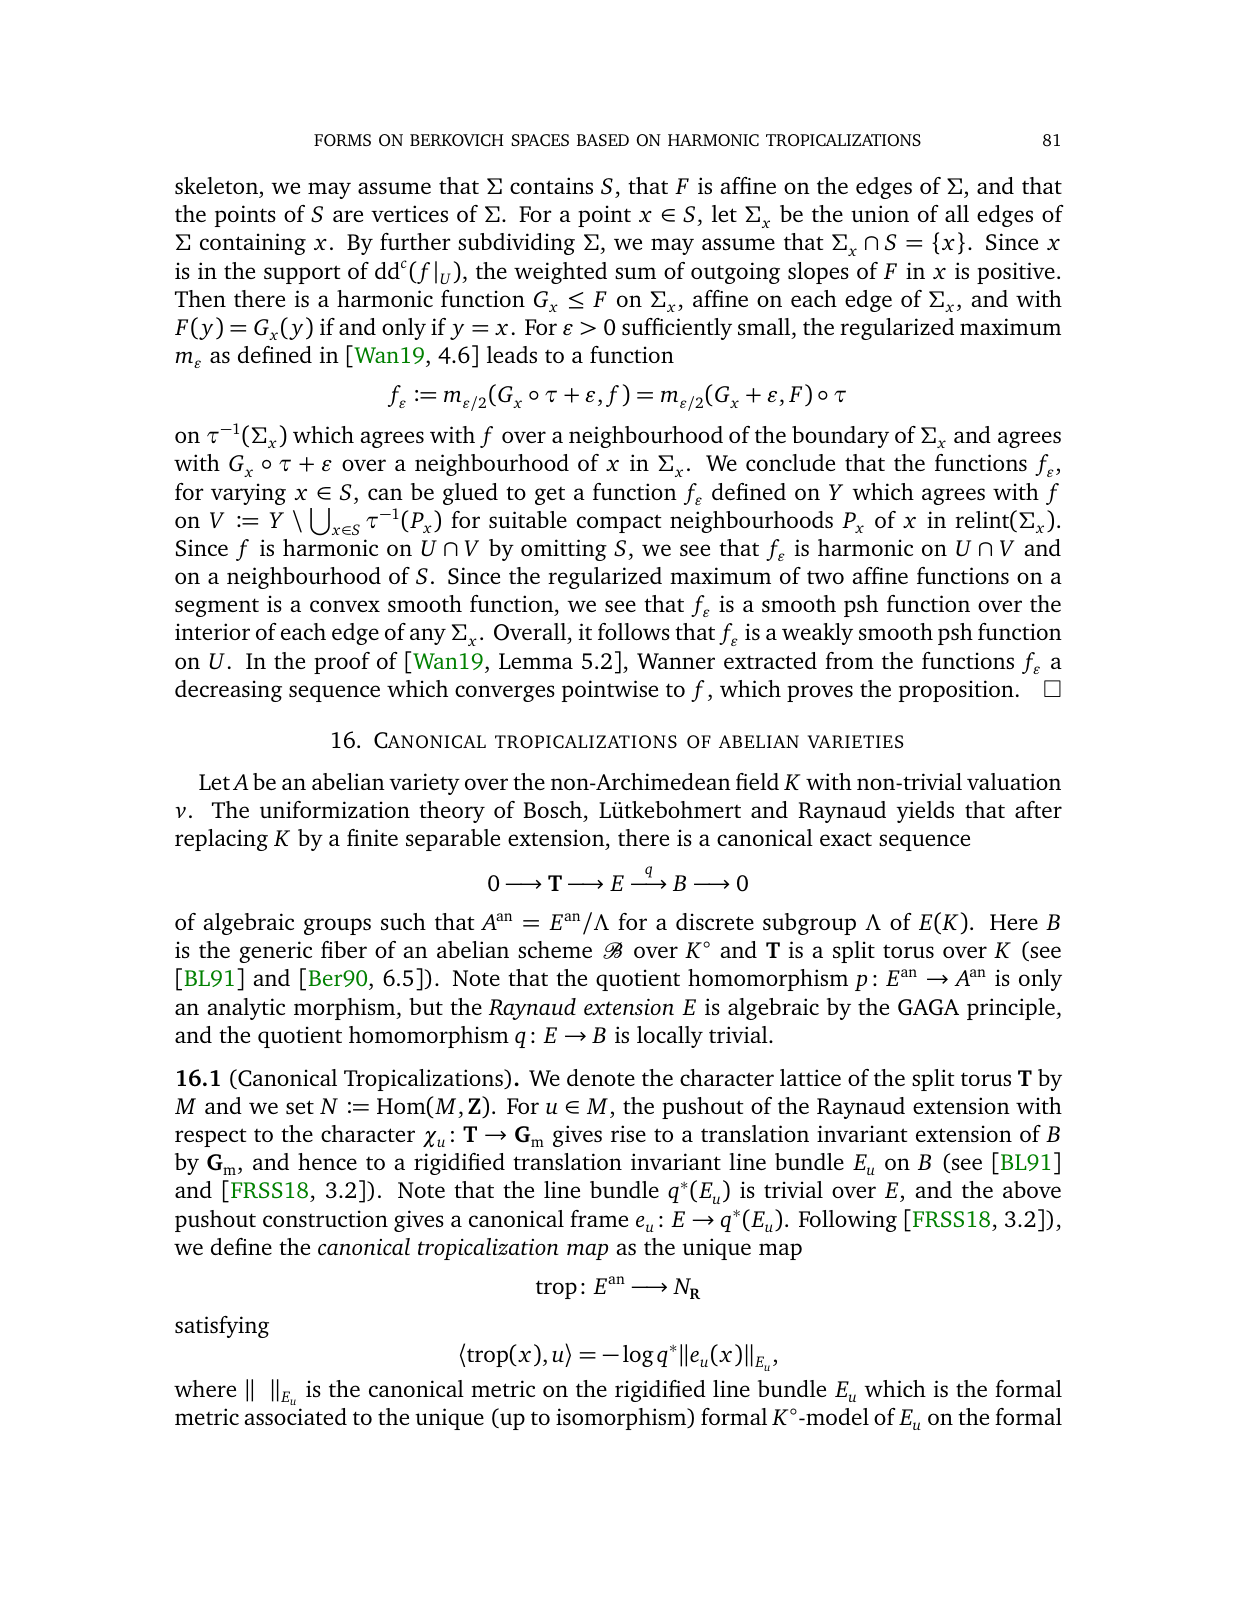 FORMS ON BERKOVICH SPACES BASED ON HARMONIC TROPICALIZATIONS 81
skeleton, we may assume that Σ contains S, that F is affine on the edges of Σ, and that
the points of S are vertices of Σ. For a point x ∈ S, let Σ_x be the union of all edges of
Σ containing x. By further subdividing Σ, we may assume that Σ_x ∩ S = {x}. Since x
is in the support of dd^c(f|_U), the weighted sum of outgoing slopes of F in x is positive.
Then there is a harmonic function G_x ≤ F on Σ_x, affine on each edge of Σ_x, and with
F(y) = G_x(y) if and only if y = x. For ε > 0 sufficiently small, the regularized maximum
m_ε as defined in [Wan19, 4.6] leads to a function
f_ε := m_{ε/2}(G_x ∘ τ + ε, f) = m_{ε/2}(G_x + ε, F) ∘ τ
on τ^{−1}(Σ_x) which agrees with f over a neighbourhood of the boundary of Σ_x and agrees
with G_x ∘ τ + ε over a neighbourhood of x in Σ_x. We conclude that the functions f_ε,
for varying x ∈ S, can be glued to get a function f_ε defined on Y which agrees with f
on V := Y \ ⋃_{x∈S} τ^{−1}(P_x) for suitable compact neighbourhoods P_x of x in relint(Σ_x).
Since f is harmonic on U ∩ V by omitting S, we see that f_ε is harmonic on U ∩ V and
on a neighbourhood of S. Since the regularized maximum of two affine functions on a
segment is a convex smooth function, we see that f_ε is a smooth psh function over the
interior of each edge of any Σ_x. Overall, it follows that f_ε is a weakly smooth psh function
on U. In the proof of [Wan19, Lemma 5.2], Wanner extracted from the functions f_ε a
decreasing sequence which converges pointwise to f, which proves the proposition. □
16. CANONICAL TROPICALIZATIONS OF ABELIAN VARIETIES
Let A be an abelian variety over the non-Archimedean field K with non-trivial valuation
v. The uniformization theory of Bosch, Lütkebohmert and Raynaud yields that after
replacing K by a finite separable extension, there is a canonical exact sequence
0 ⟶ T ⟶ E ⟶^q B ⟶ 0
of algebraic groups such that A^an = E^an/Λ for a discrete subgroup Λ of E(K). Here B
is the generic fiber of an abelian scheme ℬ over K° and T is a split torus over K (see
[BL91] and [Ber90, 6.5]). Note that the quotient homomorphism p: E^an → A^an is only
an analytic morphism, but the Raynaud extension E is algebraic by the GAGA principle,
and the quotient homomorphism q: E → B is locally trivial.
16.1 (Canonical Tropicalizations). We denote the character lattice of the split torus T by
M and we set N := Hom(M, Z). For u ∈ M, the pushout of the Raynaud extension with
respect to the character χ_u: T → G_m gives rise to a translation invariant extension of B
by G_m, and hence to a rigidified translation invariant line bundle E_u on B (see [BL91]
and [FRSS18, 3.2]). Note that the line bundle q*(E_u) is trivial over E, and the above
pushout construction gives a canonical frame e_u: E → q*(E_u). Following [FRSS18, 3.2]),
we define the canonical tropicalization map as the unique map
trop: E^an ⟶ N_R
satisfying
⟨trop(x), u⟩ = − log q*‖e_u(x)‖_{E_u},
where ‖ ‖_{E_u} is the canonical metric on the rigidified line bundle E_u which is the formal
metric associated to the unique (up to isomorphism) formal K°-model of E_u on the formal